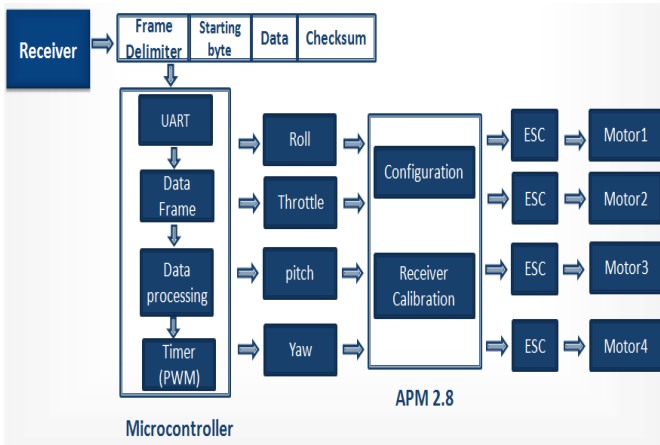 Receiver
Frame
Delimiter
Starting
byte
Data
Checksum
UART
Data
Frame
Data
processing
Timer
(PWM)
Microcontroller
Roll
Throttle
pitch
Yaw
Configuration
Receiver
Calibration
APM 2.8
ESC
Motor1
ESC
Motor2
ESC
Motor3
ESC
Motor4